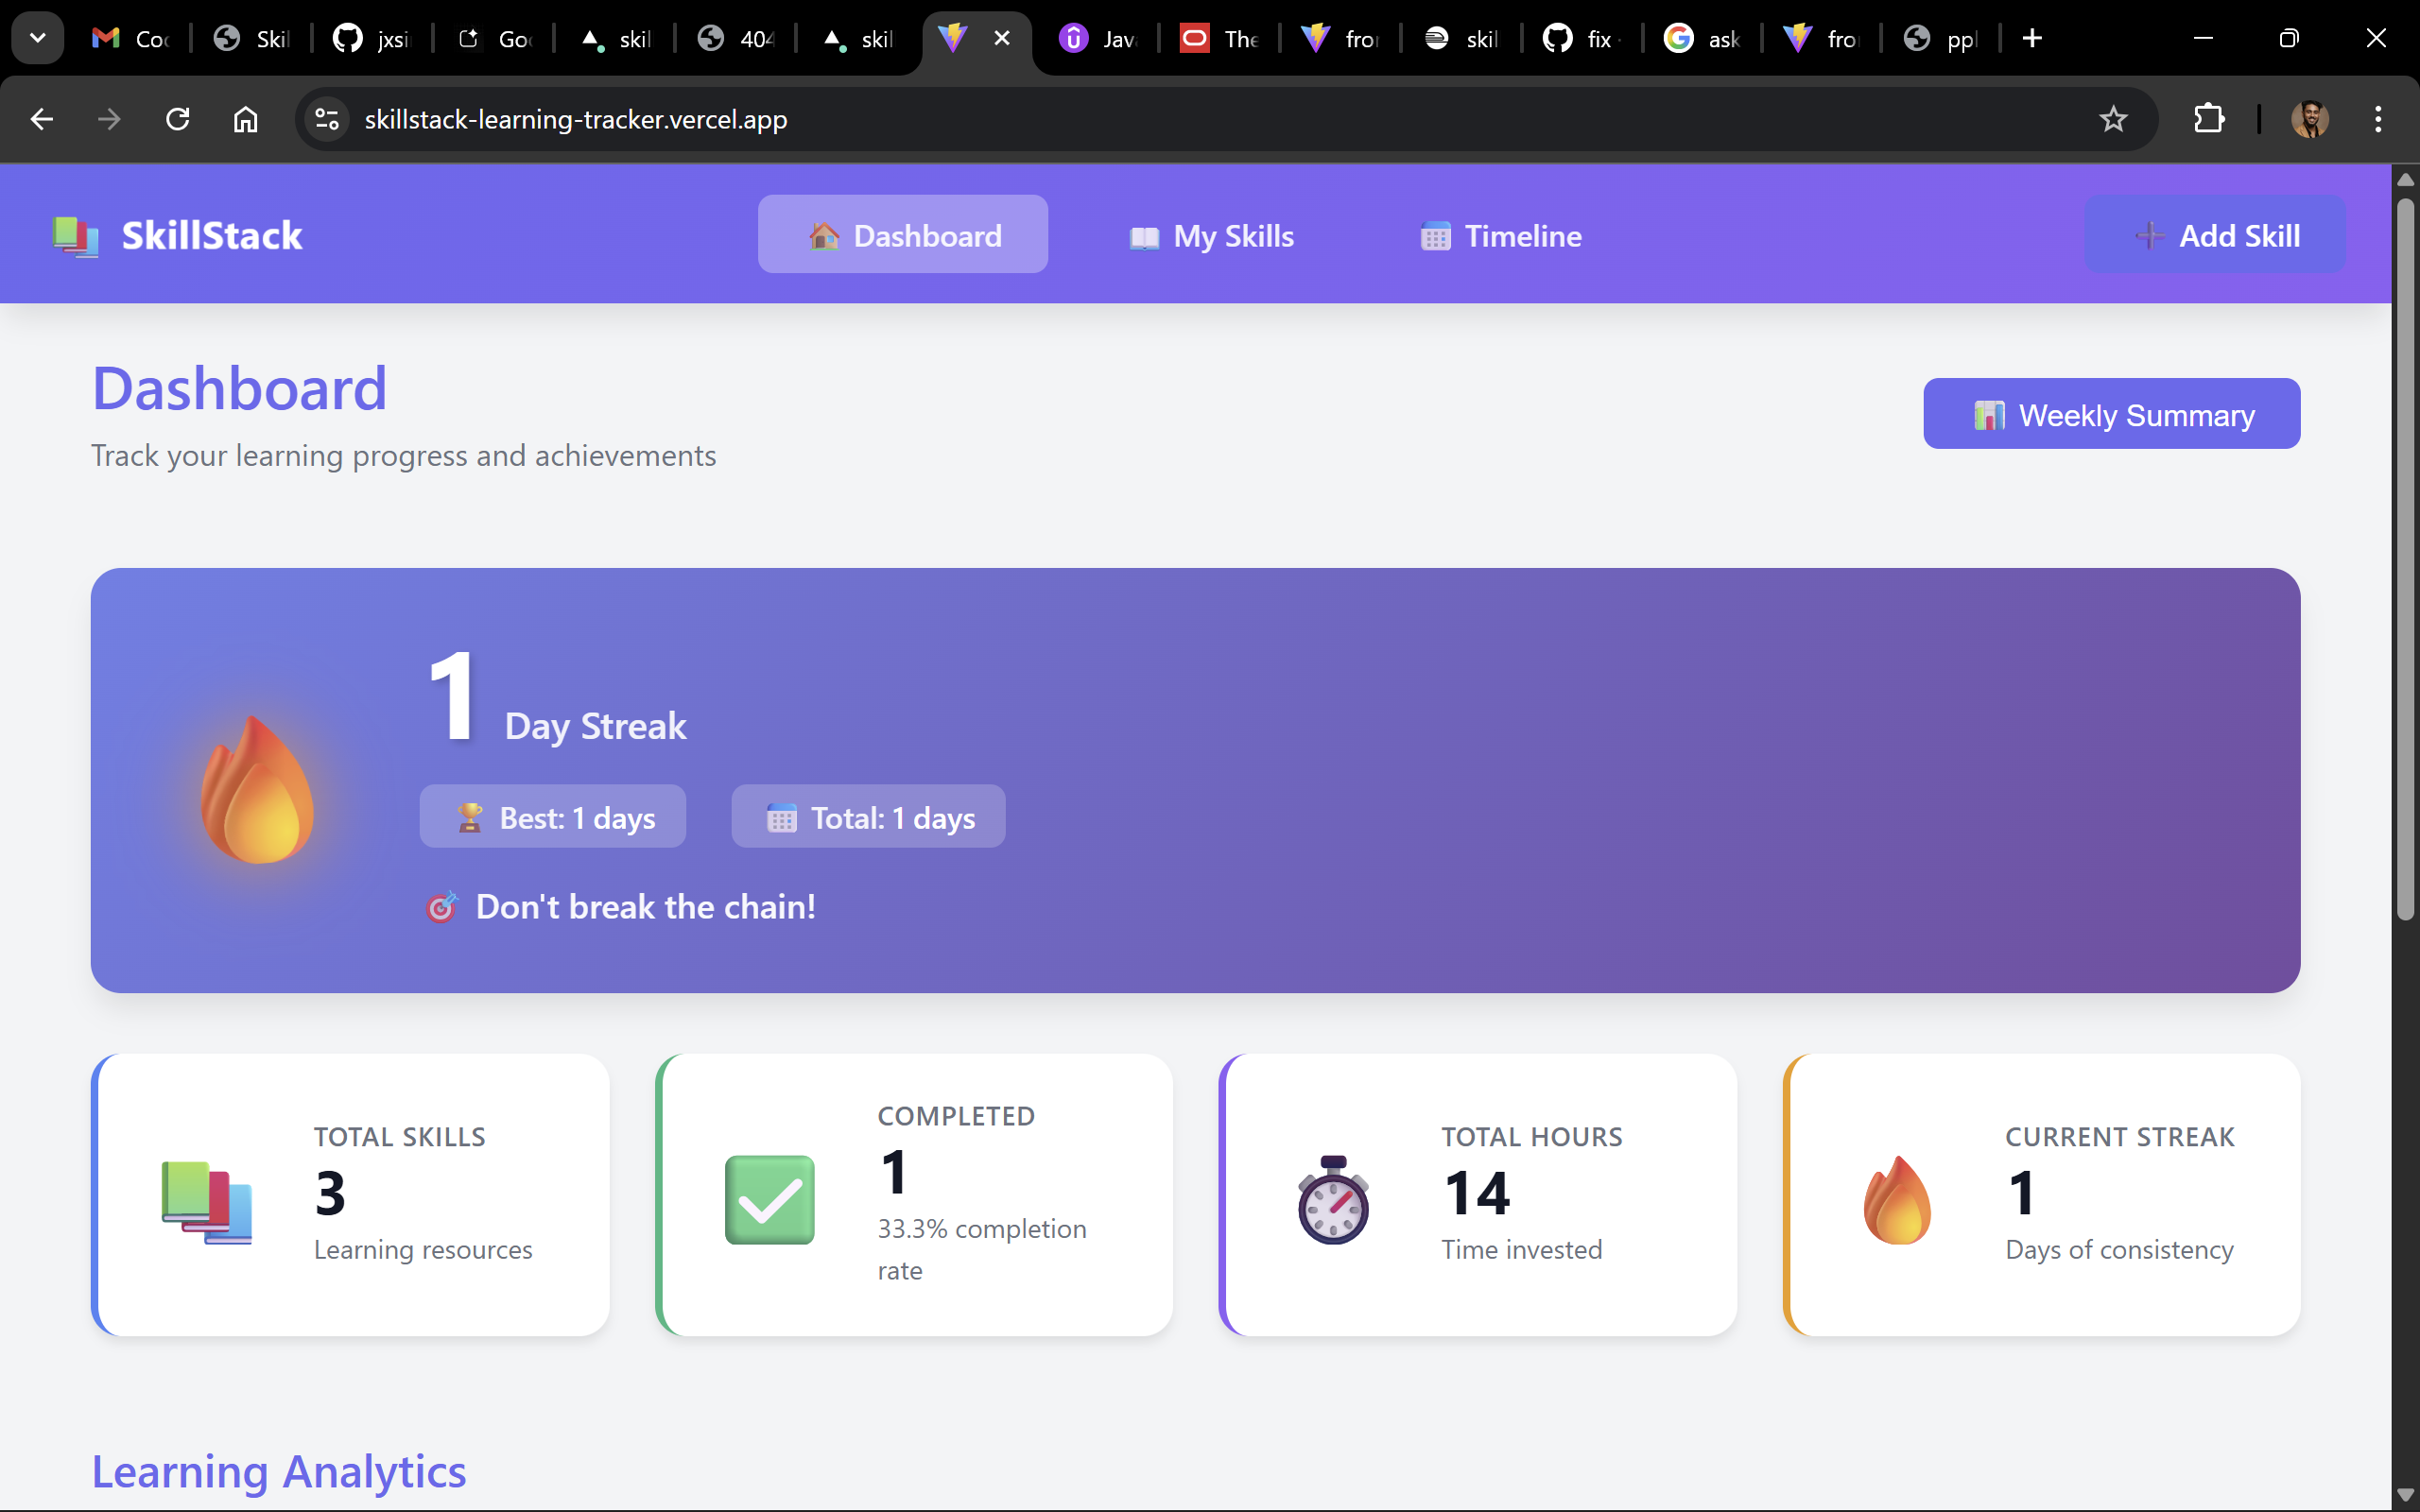 Skil
jxsi
skil
404
skil
Jav
The
fro
skil
fix
ask
fro
ppl
skillstack-learning-tracker.vercel.app
SkillStack
Dashboard
My Skills
Timeline
Add Skill
Dashboard
Track your learning progress and achievements
Weekly Summary
1 Day Streak
Best: 1 days
Total: 1 days
Don't break the chain!
TOTAL SKILLS
3
Learning resources
COMPLETED
1
33.3% completion
rate
TOTAL HOURS
14
Time invested
CURRENT STREAK
1
Days of consistency
Learning Analytics